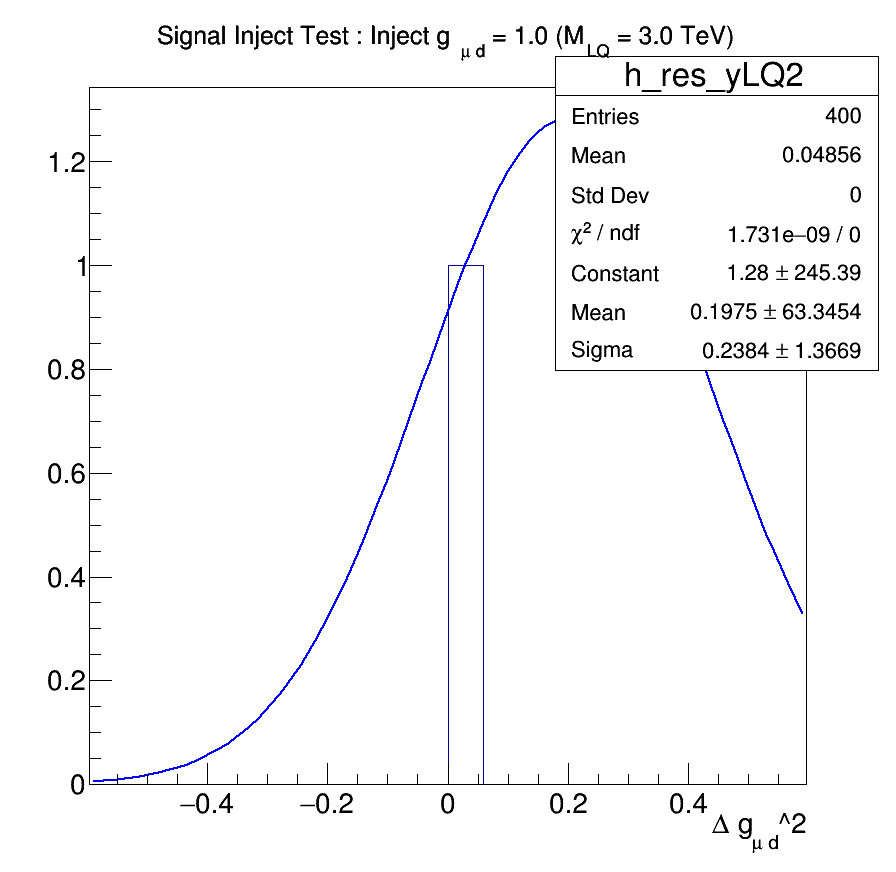 Signal Inject Test : Inject g μ d = 1.0 (M LQ = 3.0 TeV)
h_res_yLQ2
Entries 400
Mean 0.04856
Std Dev 0
χ² / ndf 1.731e−09 / 0
Constant 1.28 ± 245.39
Mean 0.1975 ± 63.3454
Sigma 0.2384 ± 1.3669
1.2
1
0.8
0.6
0.4
0.2
0
−0.4 −0.2 0 0.2 0.4
Δ g μ d ^2